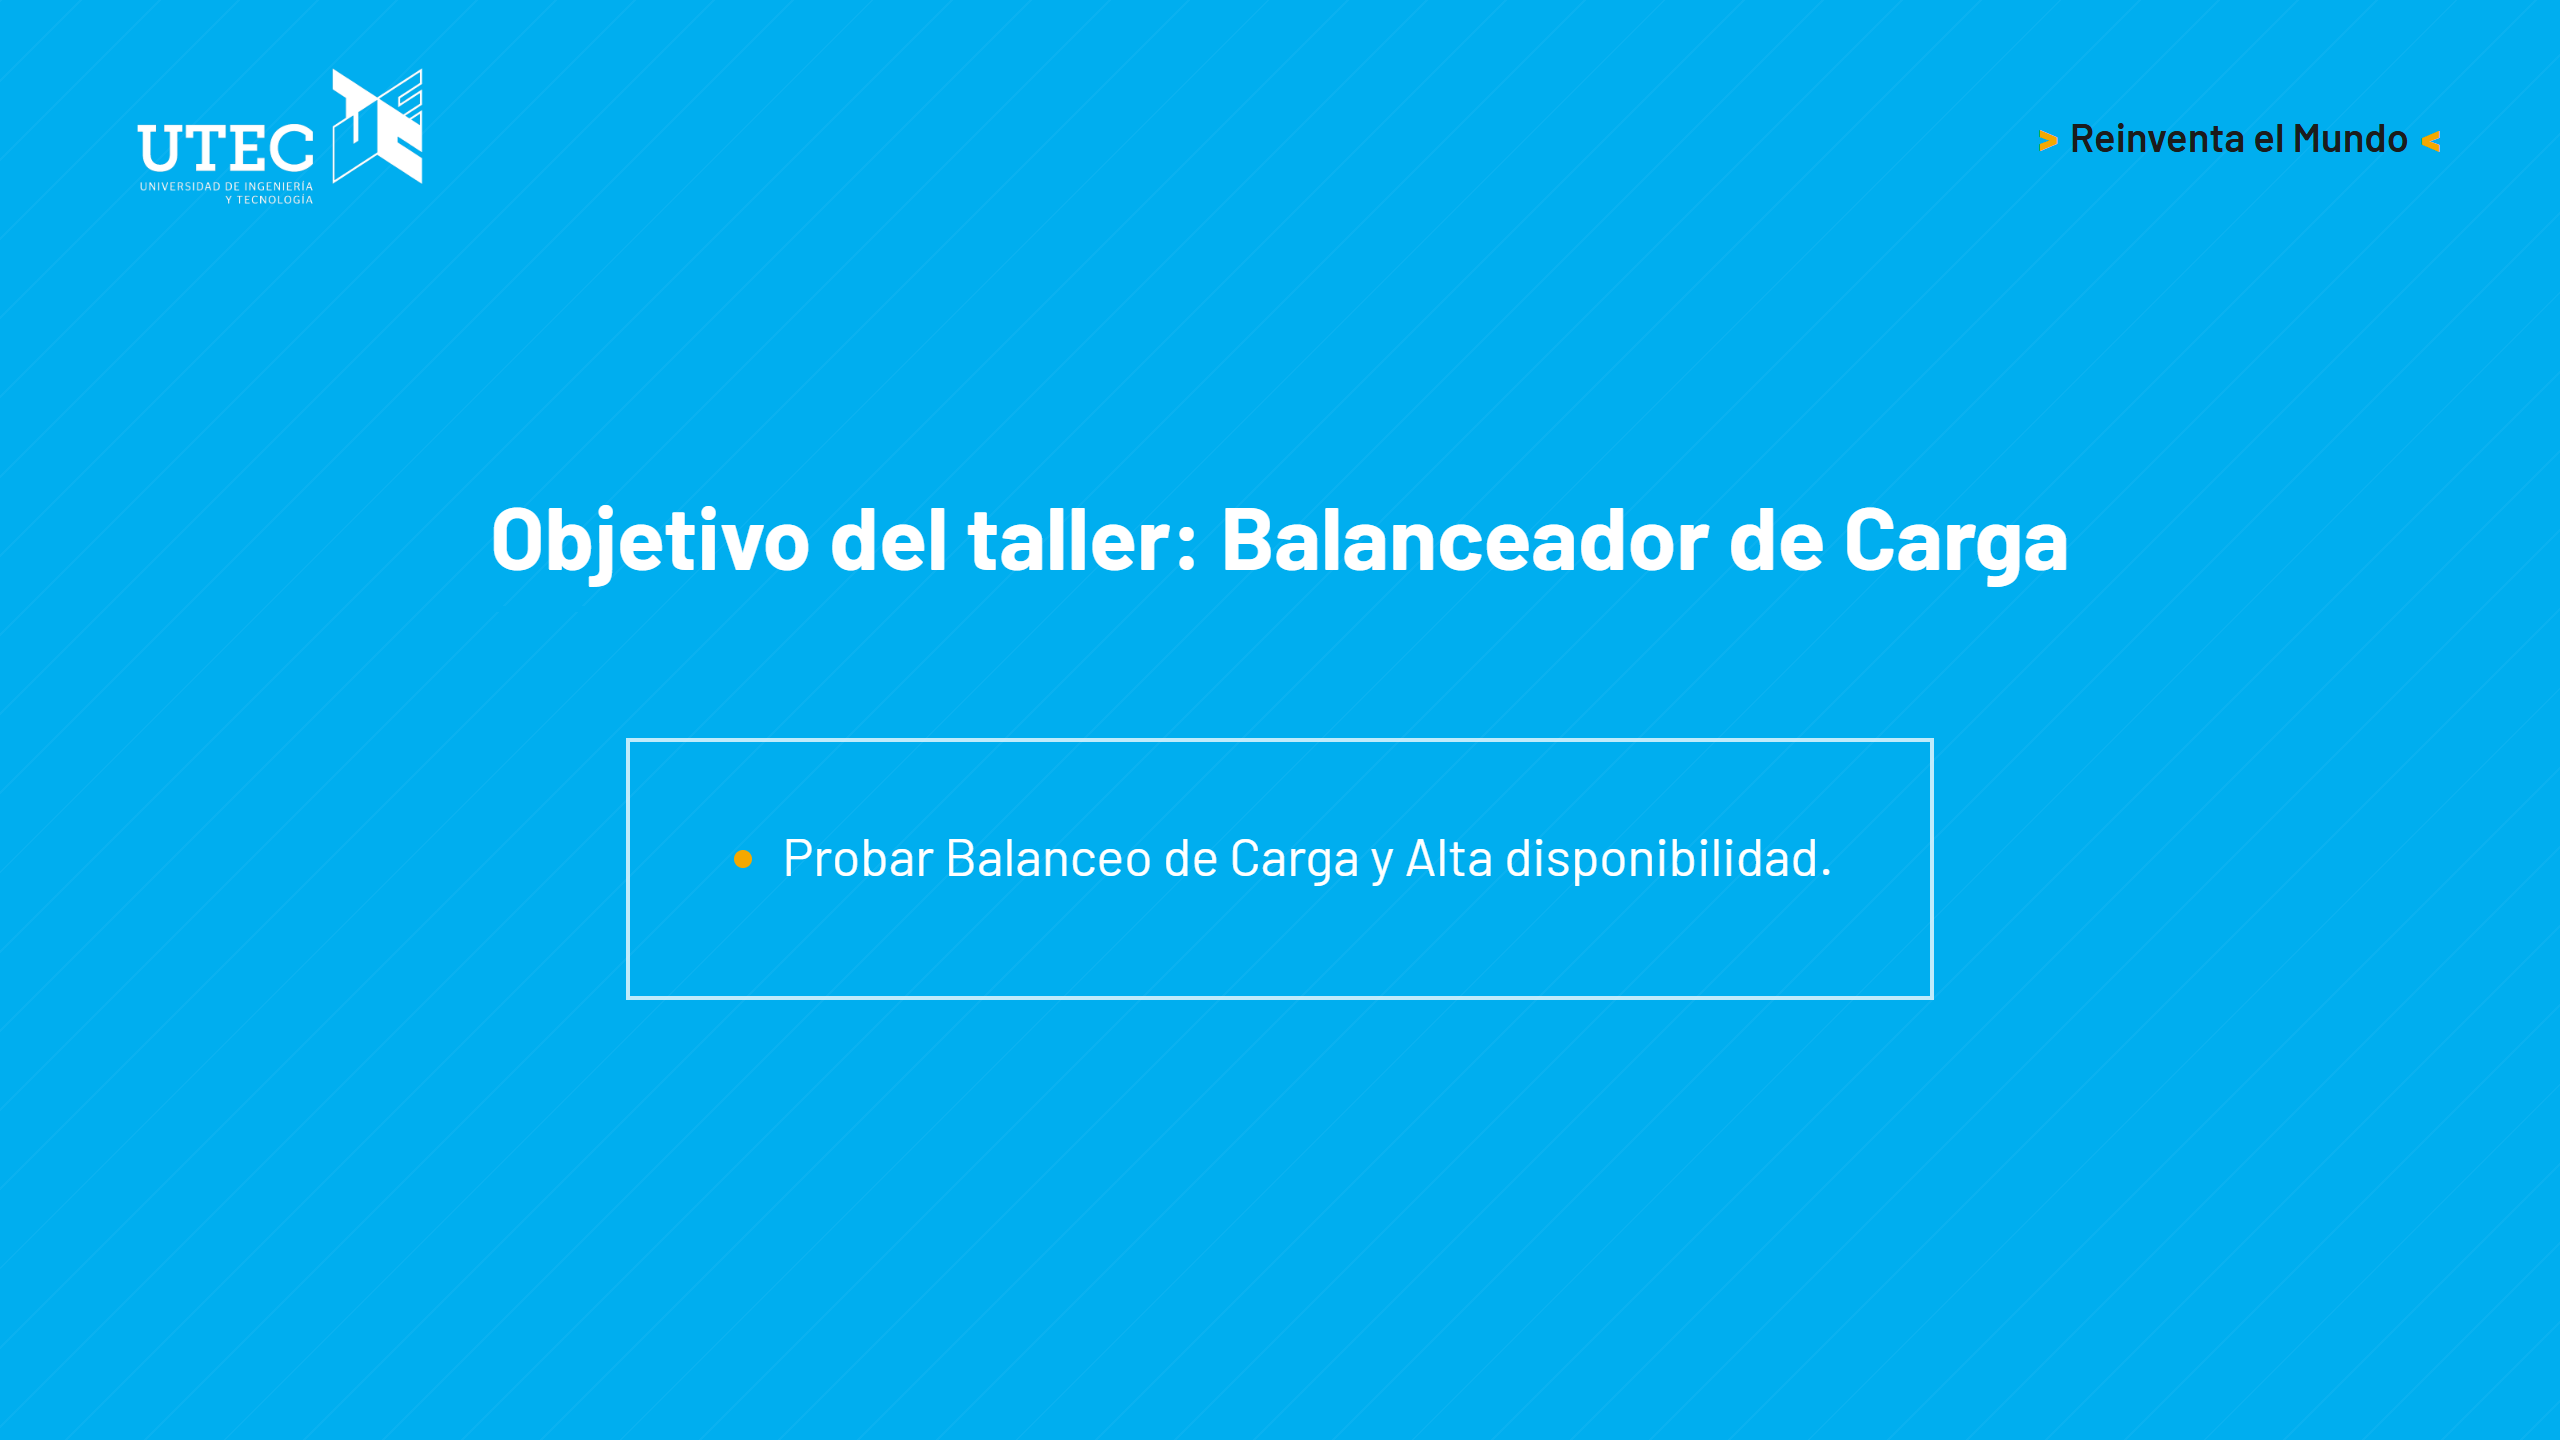 UTEC
UNIVERSIDAD DE INGENIERÍA
Y TECNOLOGÍA
> Reinventa el Mundo <
Objetivo del taller: Balanceador de Carga
• Probar Balanceo de Carga y Alta disponibilidad.